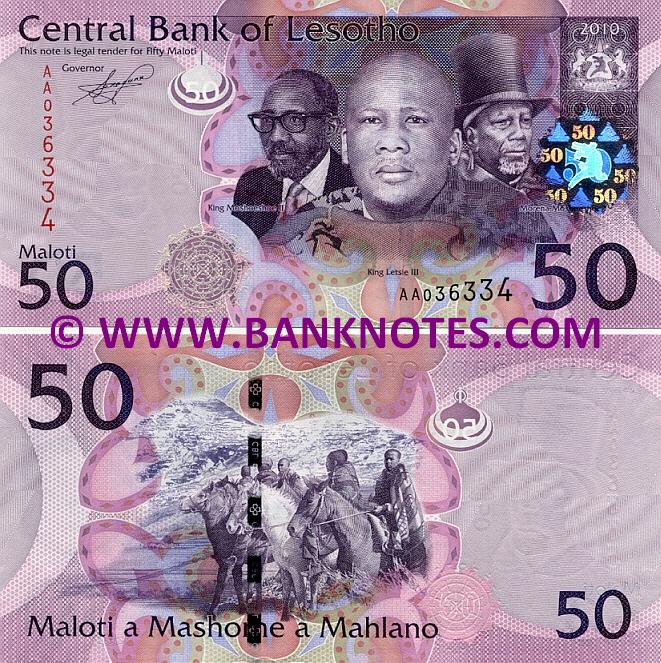 Central Bank of Lesotho
This note is legal tender for Fifty Maloti
2010
Governor
50
AA036334
King Moshoeshoe II
King Letsie III
50
50
50
50
50
Maloti
50
AA036334
50
© WWW.BANKNOTES.COM
50
50
Maloti a Mashome a Mahlano
50